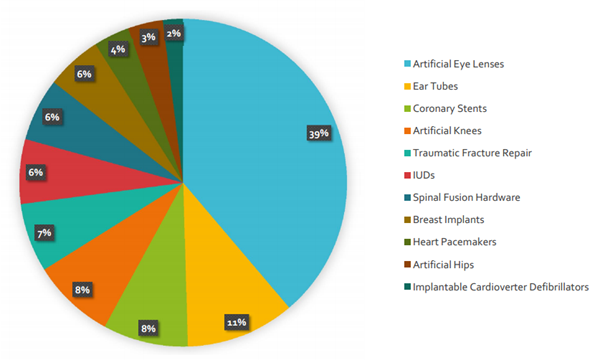 39%
11%
8%
8%
7%
6%
6%
6%
4%
3%
2%
Artificial Eye Lenses
Ear Tubes
Coronary Stents
Artificial Knees
Traumatic Fracture Repair
IUDs
Spinal Fusion Hardware
Breast Implants
Heart Pacemakers
Artificial Hips
Implantable Cardioverter Defibrillators